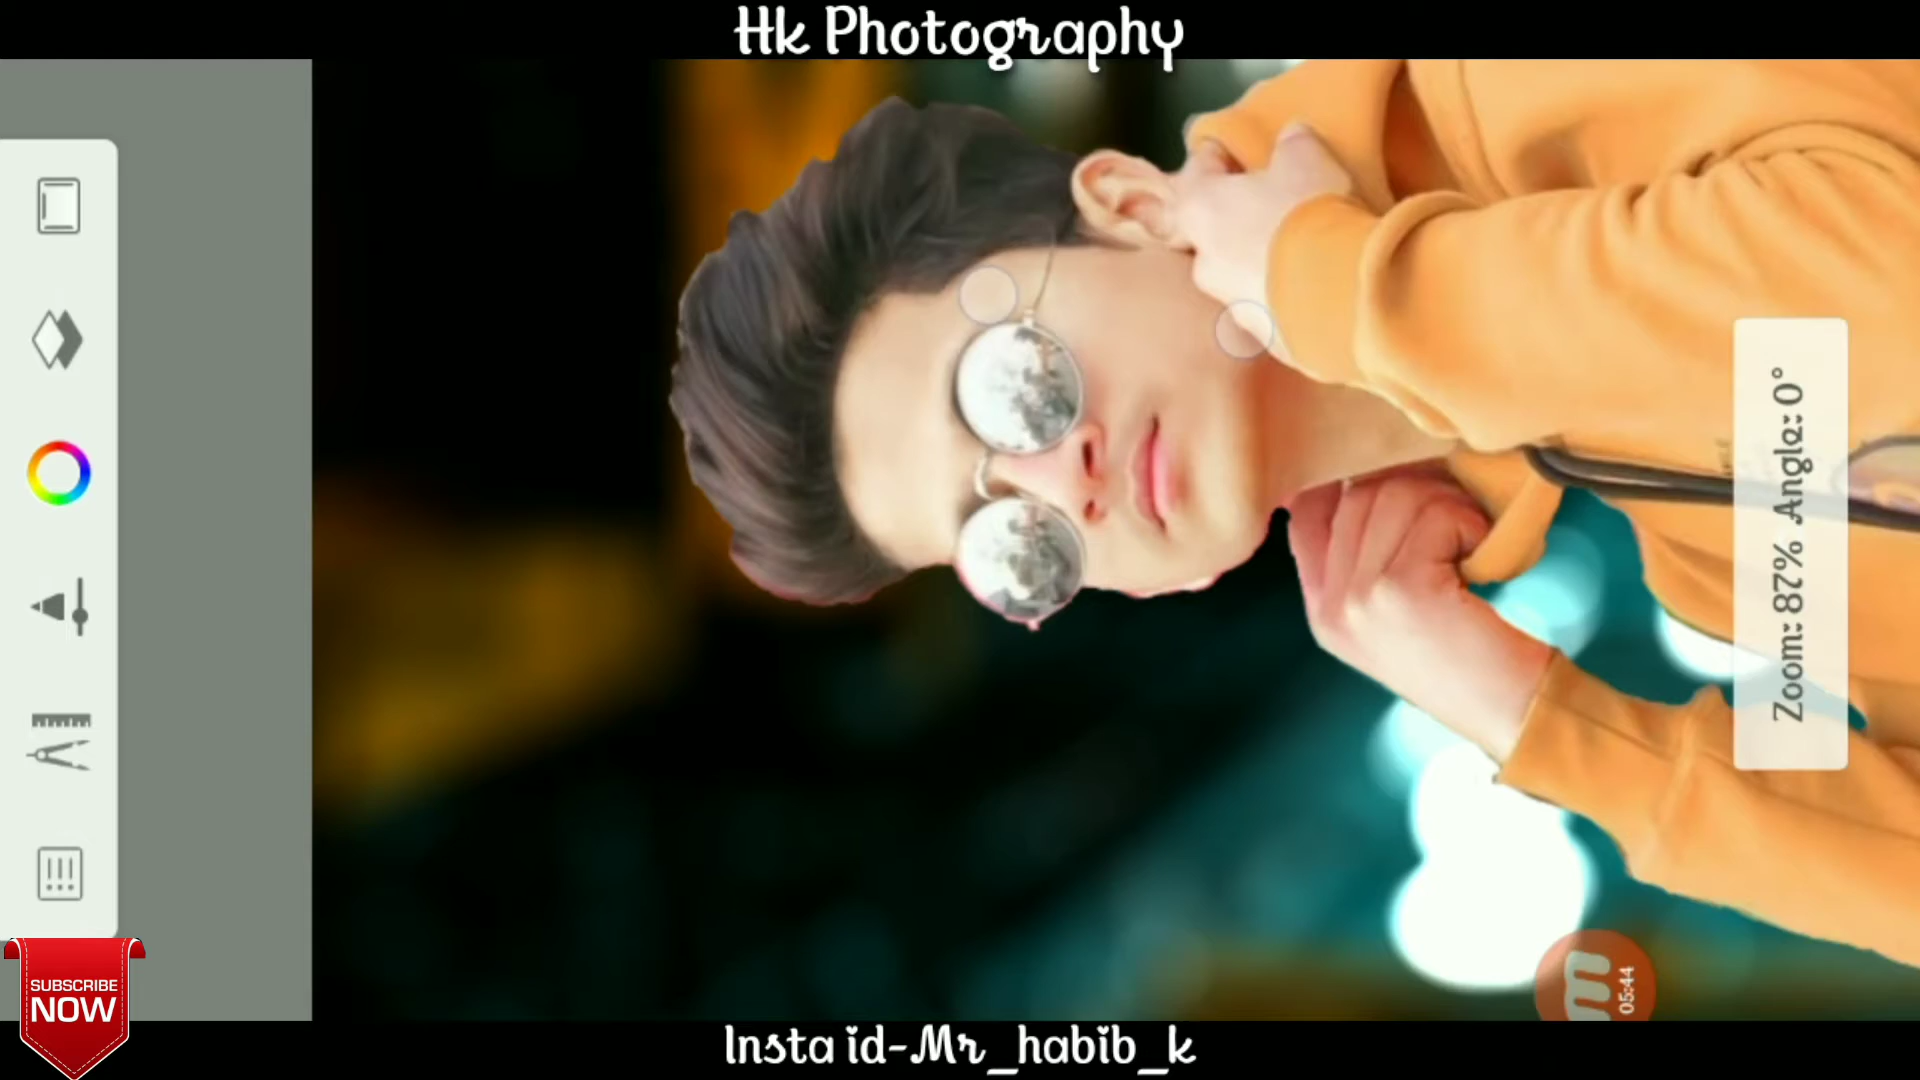 Hk Photography
Zoom: 87% Angle: 0°
05:44
SUBSCRIBE
NOW
Insta id-Mr_habib_k